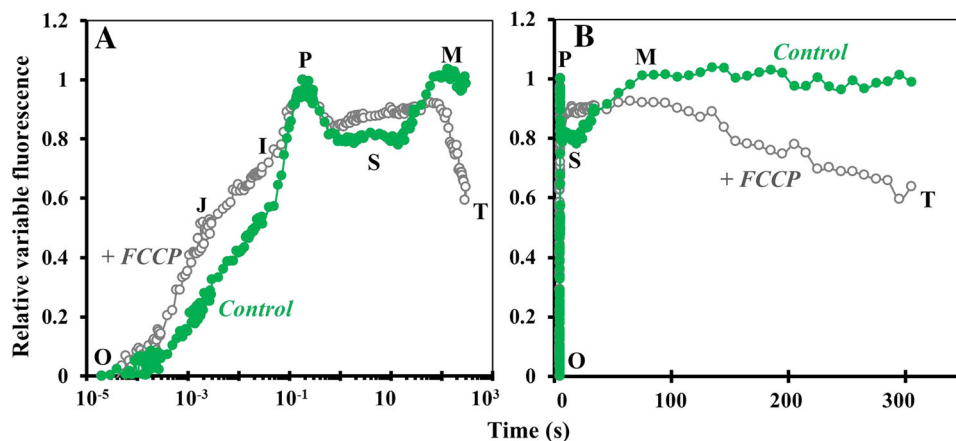 Relative variable fluorescence
A
P
M
I
J
S
T
+ FCCP
Control
O
1.2
1
0.8
0.6
0.4
0.2
0
10-5 10-3 10-1 101 103
B
P
M
Control
S
+ FCCP
T
O
1.2
1
0.8
0.6
0.4
0.2
0
0 100 200 300
Time (s)